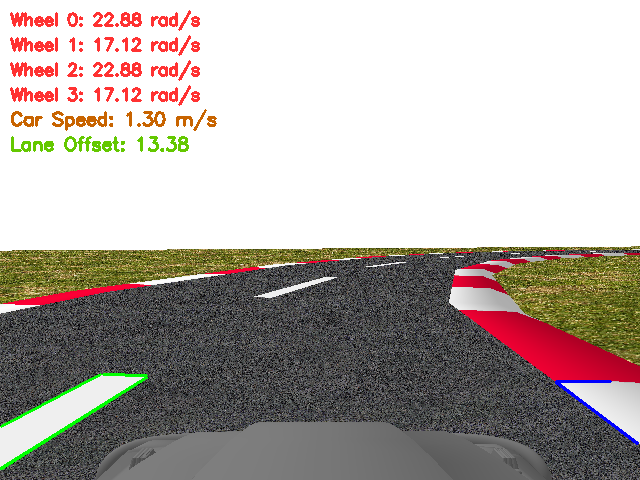 Wheel 0: 22.88 rad/s
Wheel 1: 17.12 rad/s
Wheel 2: 22.88 rad/s
Wheel 3: 17.12 rad/s
Car Speed: 1.30 m/s
Lane Offset: 13.38